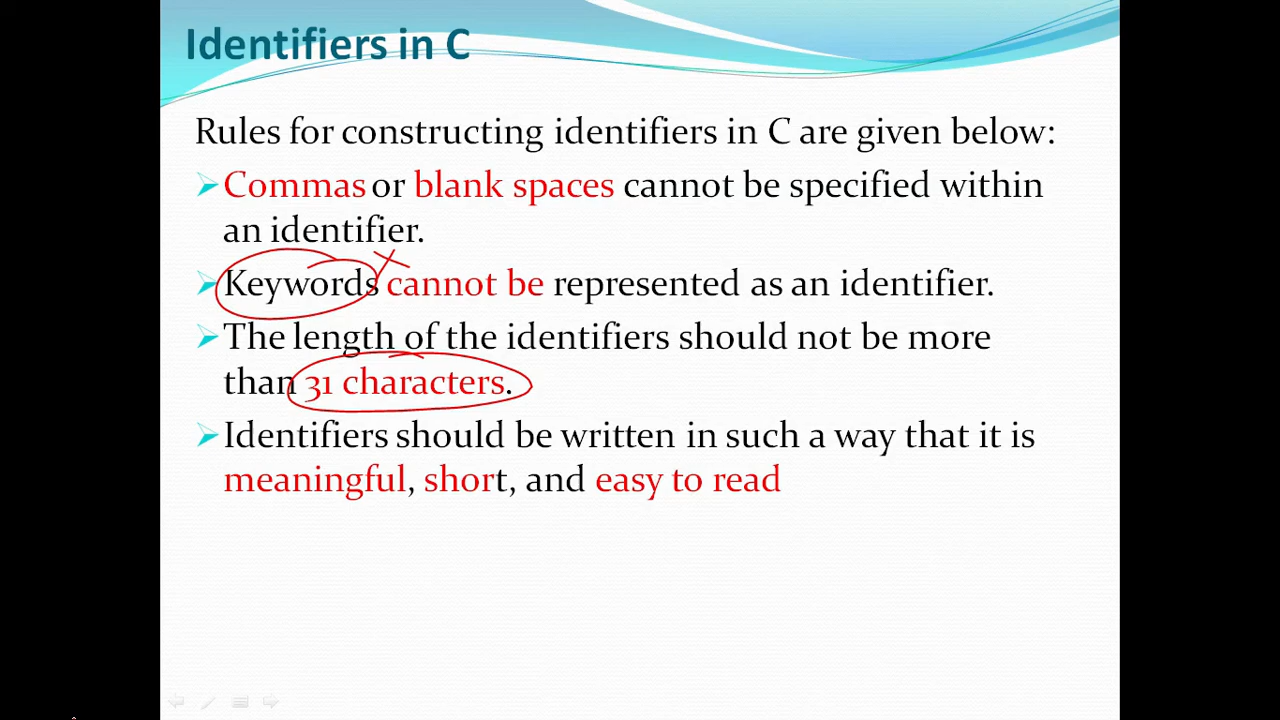 Identifiers in C
Rules for constructing identifiers in C are given below:
Commas or blank spaces cannot be specified within
an identifier.
Keywords cannot be represented as an identifier.
The length of the identifiers should not be more
than 31 characters.
Identifiers should be written in such a way that it is
meaningful, short, and easy to read